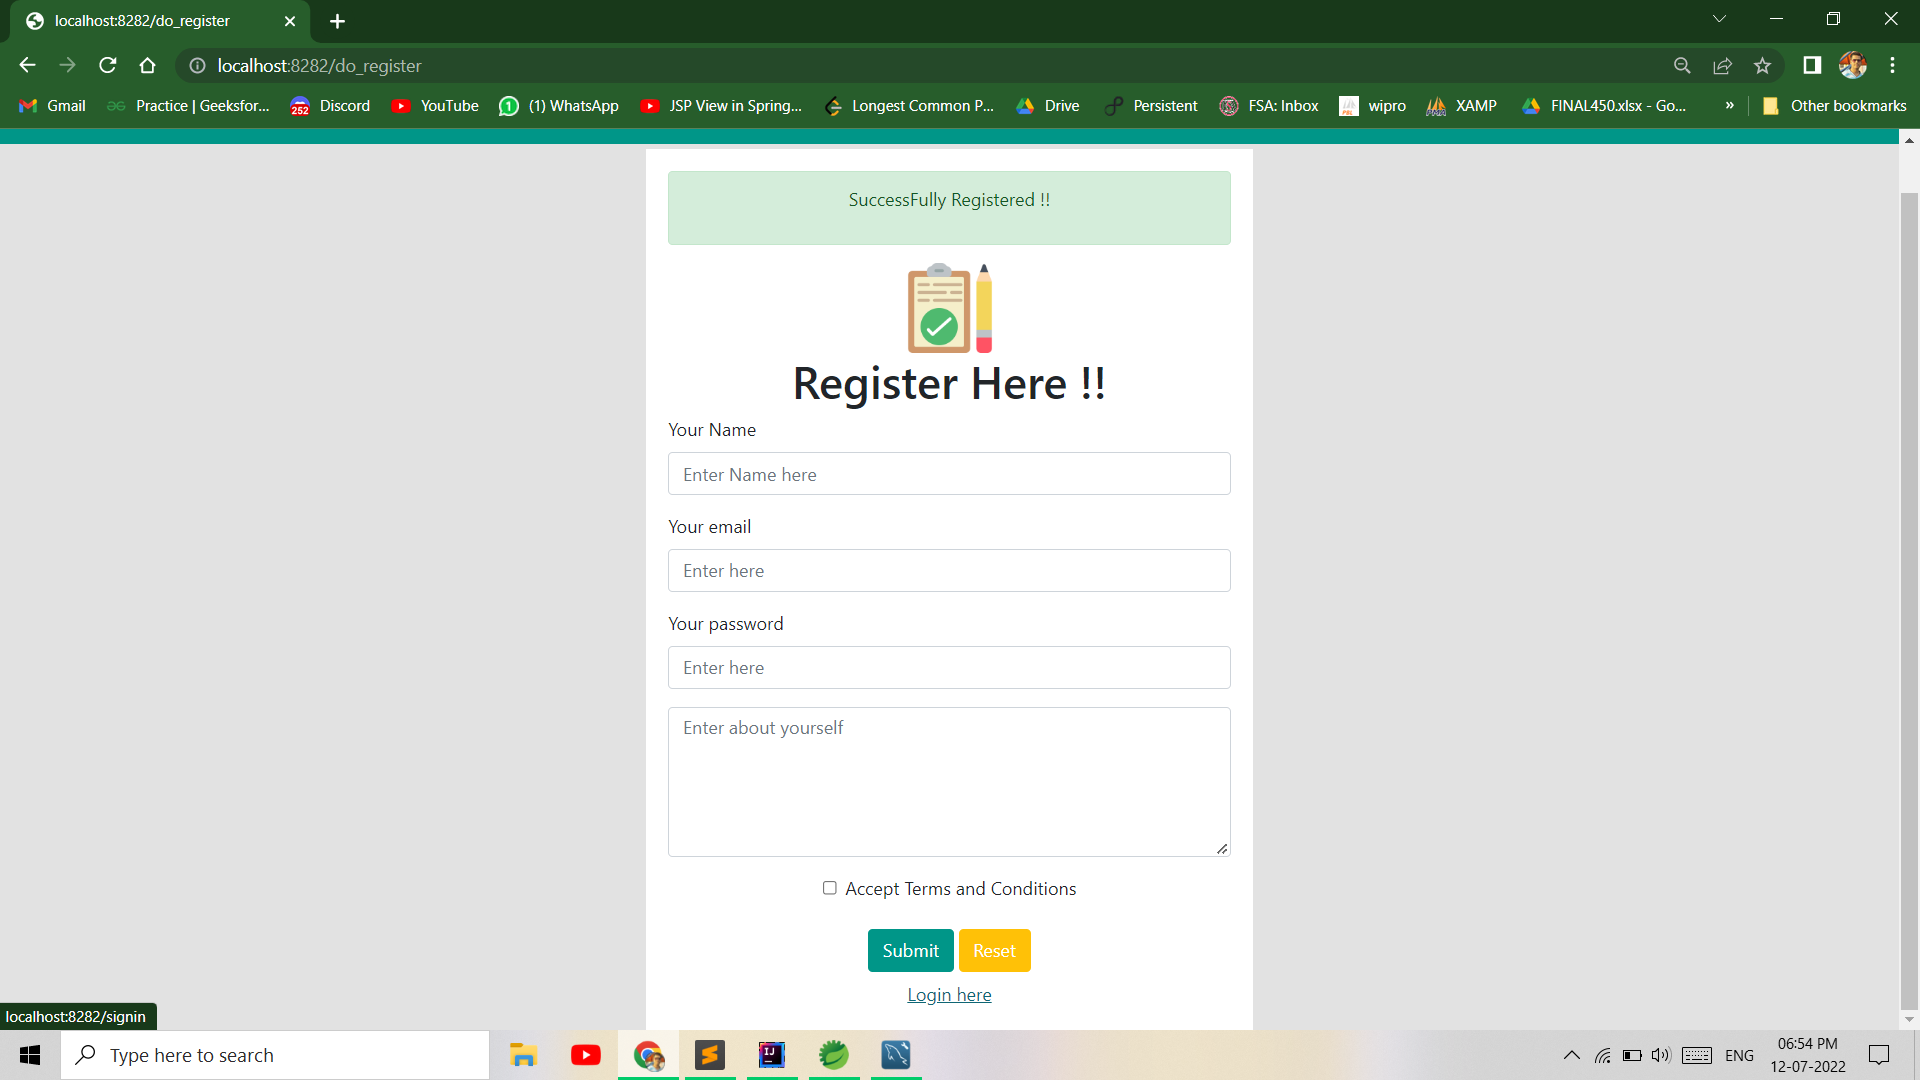 localhost:8282/do_register
localhost:8282/do_register
Gmail Practice | Geeksfor... 252 Discord YouTube 1 (1) WhatsApp JSP View in Spring... Longest Common P... Drive Persistent FSA: Inbox wipro XAMP FINAL450.xlsx - Go... » Other bookmarks
SuccessFully Registered !!
Register Here !!
Your Name
Enter Name here
Your email
Enter here
Your password
Enter here
Enter about yourself
Accept Terms and Conditions
Submit Reset
Login here
localhost:8282/signin
Type here to search
IJ
ENG
06:54 PM
12-07-2022